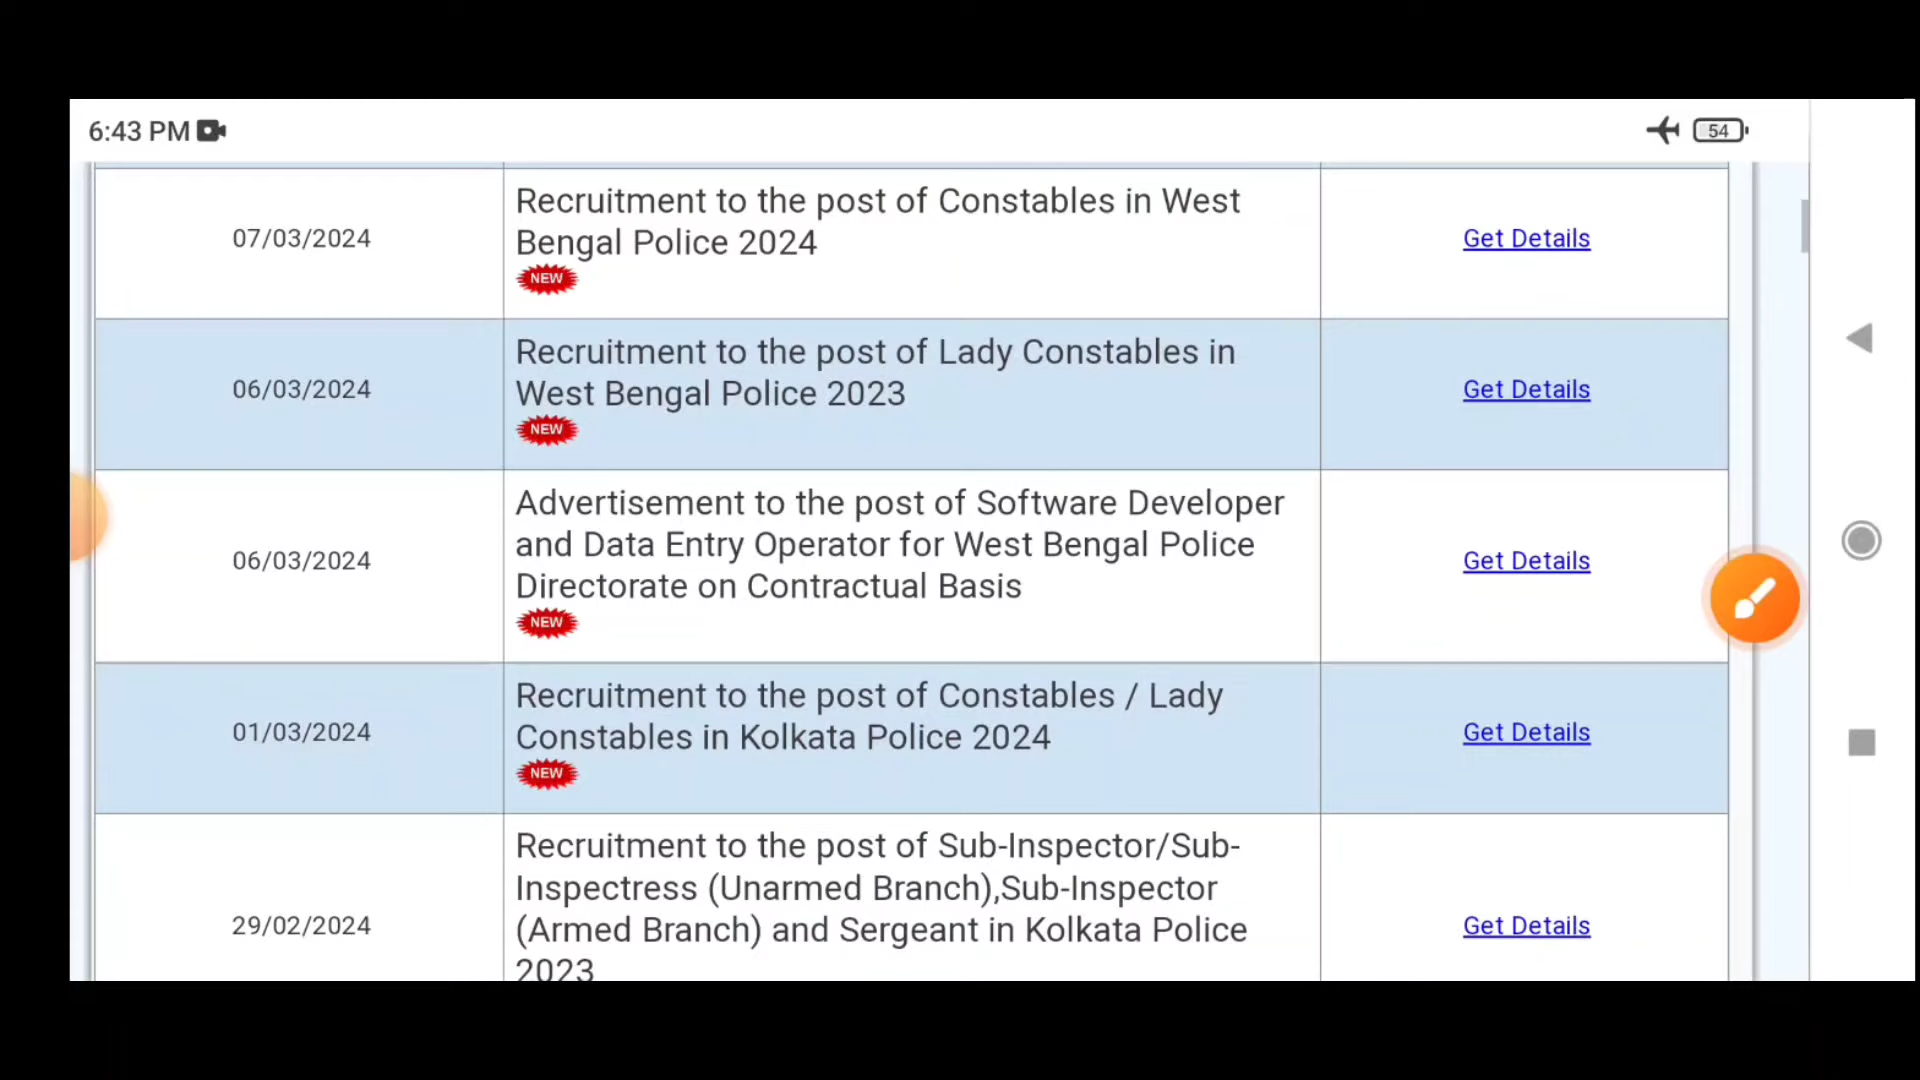 6:43 PM
54
07/03/2024
Recruitment to the post of Constables in West
Bengal Police 2024
NEW
Get Details
06/03/2024
Recruitment to the post of Lady Constables in
West Bengal Police 2023
NEW
Get Details
06/03/2024
Advertisement to the post of Software Developer
and Data Entry Operator for West Bengal Police
Directorate on Contractual Basis
NEW
Get Details
01/03/2024
Recruitment to the post of Constables / Lady
Constables in Kolkata Police 2024
NEW
Get Details
29/02/2024
Recruitment to the post of Sub-Inspector/Sub-
Inspectress (Unarmed Branch),Sub-Inspector
(Armed Branch) and Sergeant in Kolkata Police
2023
Get Details